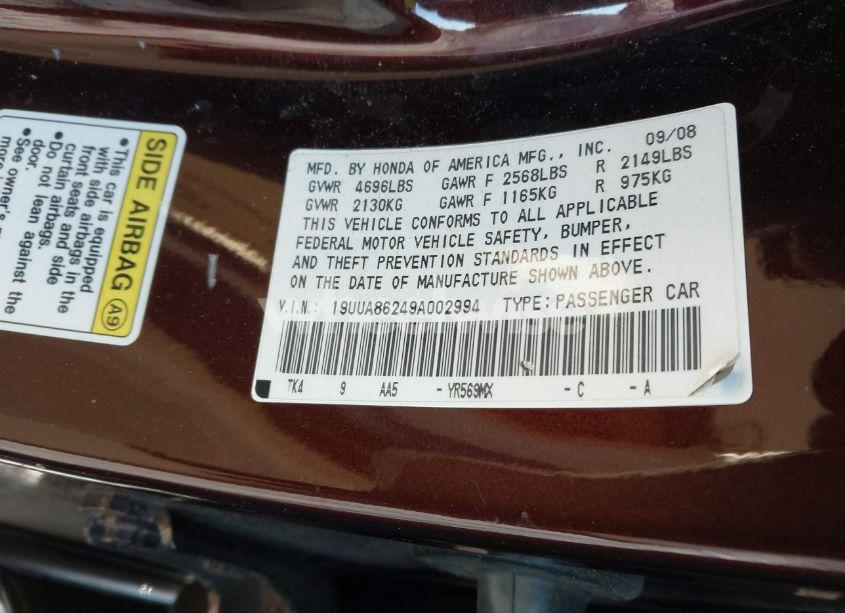 SIDE AIRBAG A9
•This car is equipped
with side airbags in the
front seats and side
curtain airbags.
•Do not lean against the
door.
•See owner's
MFD. BY HONDA OF AMERICA MFG., INC. 09/08
GVWR 4696LBS GAWR F 2568LBS R 2149LBS
GVWR 2130KG GAWR F 1165KG R 975KG
THIS VEHICLE CONFORMS TO ALL APPLICABLE
FEDERAL MOTOR VEHICLE SAFETY, BUMPER,
AND THEFT PREVENTION STANDARDS IN EFFECT
ON THE DATE OF MANUFACTURE SHOWN ABOVE.
V.I.N.: 19UUA86249A002994 TYPE: PASSENGER CAR
TK4 9 AA5 - YR569MX - C - A